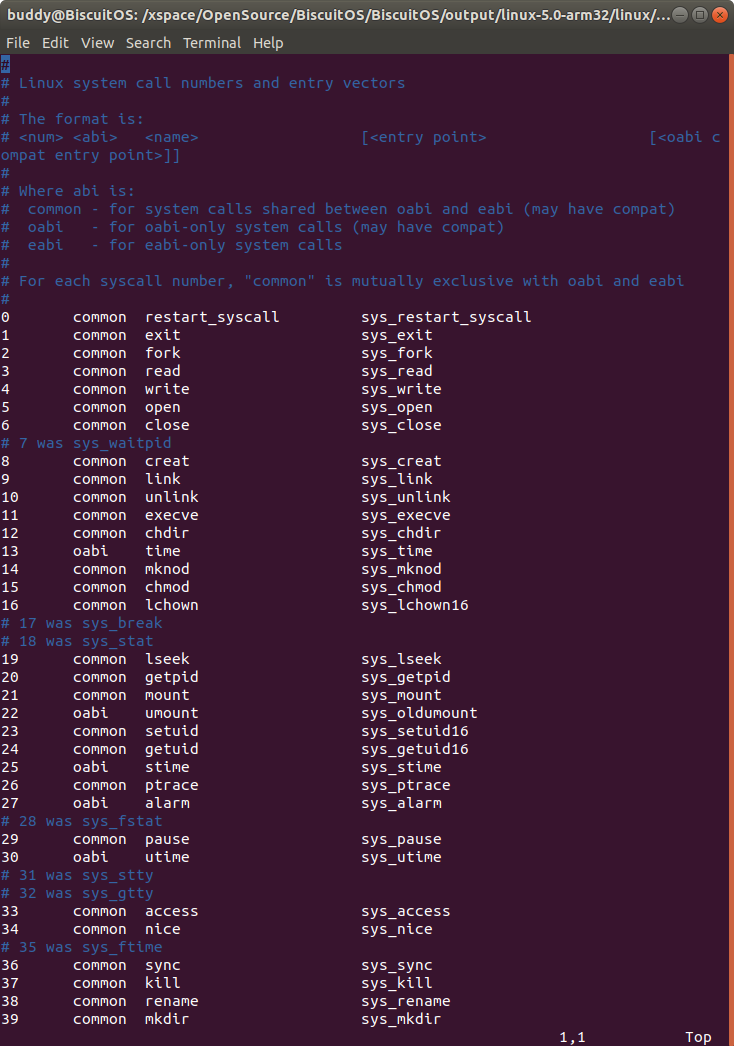 buddy@BiscuitOS: /xspace/OpenSource/BiscuitOS/BiscuitOS/output/linux-5.0-arm32/linux/...
File Edit View Search Terminal Help
#
# Linux system call numbers and entry vectors
#
# The format is:
# <num> <abi>   <name>                  [<entry point>                  [<oabi c
ompat entry point>]]
#
# Where abi is:
#  common - for system calls shared between oabi and eabi (may have compat)
#  oabi   - for oabi-only system calls (may have compat)
#  eabi   - for eabi-only system calls
#
# For each syscall number, "common" is mutually exclusive with oabi and eabi
#
0       common  restart_syscall         sys_restart_syscall
1       common  exit                    sys_exit
2       common  fork                    sys_fork
3       common  read                    sys_read
4       common  write                   sys_write
5       common  open                    sys_open
6       common  close                   sys_close
# 7 was sys_waitpid
8       common  creat                   sys_creat
9       common  link                    sys_link
10      common  unlink                  sys_unlink
11      common  execve                  sys_execve
12      common  chdir                   sys_chdir
13      oabi    time                    sys_time
14      common  mknod                   sys_mknod
15      common  chmod                   sys_chmod
16      common  lchown                  sys_lchown16
# 17 was sys_break
# 18 was sys_stat
19      common  lseek                   sys_lseek
20      common  getpid                  sys_getpid
21      common  mount                   sys_mount
22      oabi    umount                  sys_oldumount
23      common  setuid                  sys_setuid16
24      common  getuid                  sys_getuid16
25      oabi    stime                   sys_stime
26      common  ptrace                  sys_ptrace
27      oabi    alarm                   sys_alarm
# 28 was sys_fstat
29      common  pause                   sys_pause
30      oabi    utime                   sys_utime
# 31 was sys_stty
# 32 was sys_gtty
33      common  access                  sys_access
34      common  nice                    sys_nice
# 35 was sys_ftime
36      common  sync                    sys_sync
37      common  kill                    sys_kill
38      common  rename                  sys_rename
39      common  mkdir                   sys_mkdir
1,1           Top